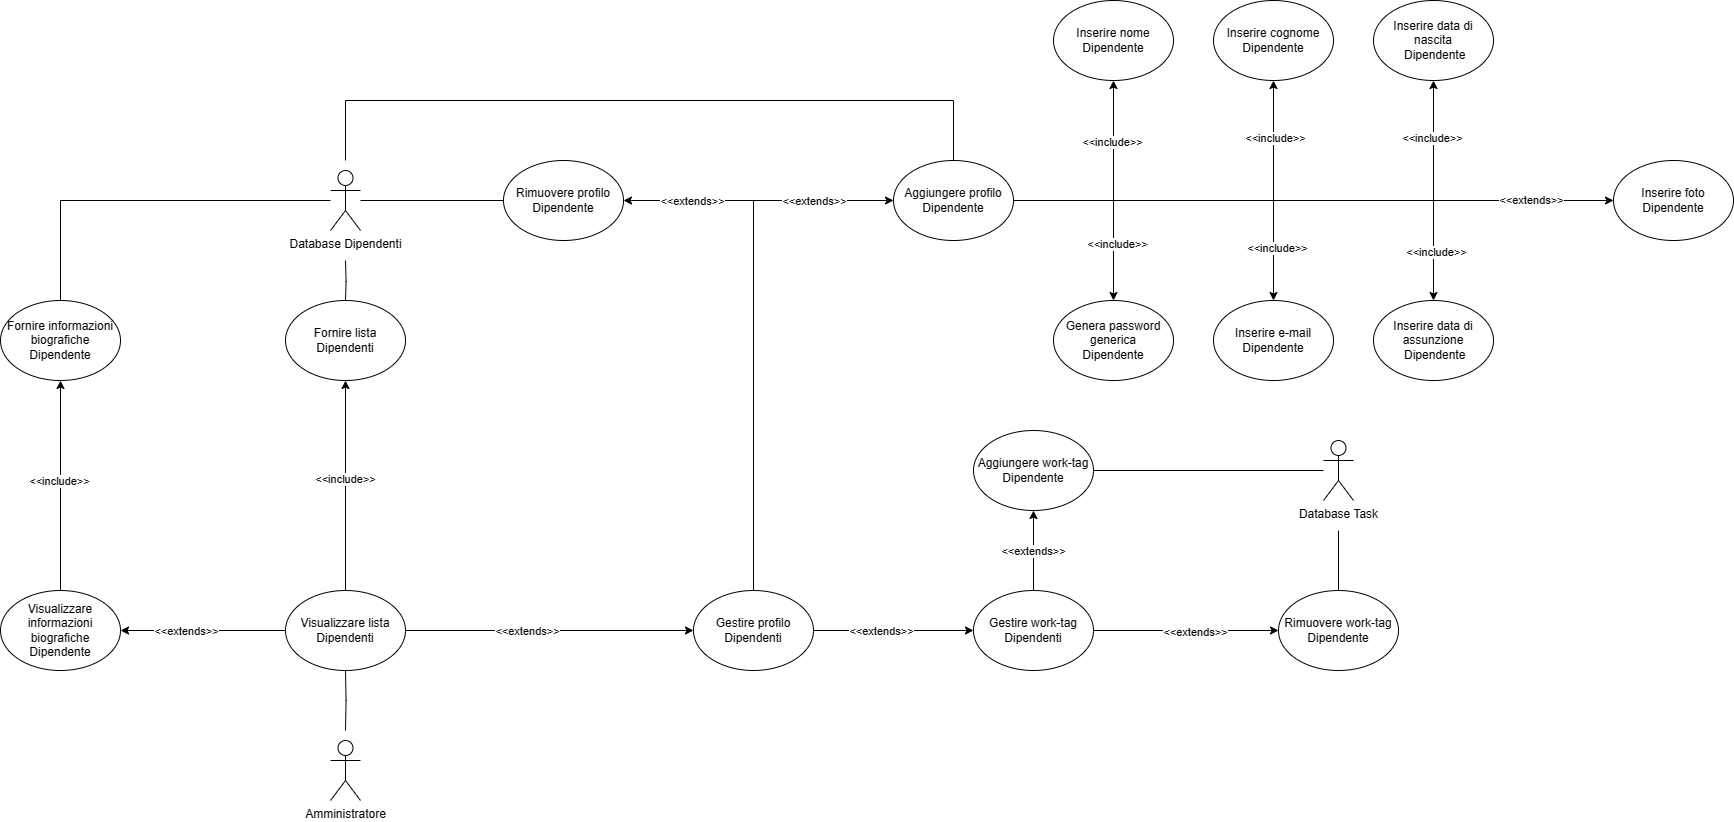 Inserire nome
Dipendente
Inserire cognome
Dipendente
Inserire data di
nascita
Dipendente
<<include>>
<<include>>
<<include>>
Rimuovere profilo
Dipendente
<<extends>>
<<extends>>
Aggiungere profilo
Dipendente
<<extends>>
Inserire foto
Dipendente
Database Dipendenti
<<include>>
<<include>>
<<include>>
Fornire informazioni
biografiche
Dipendente
Fornire lista
Dipendenti
Genera password
generica
Dipendente
Inserire e-mail
Dipendente
Inserire data di
assunzione
Dipendente
<<include>>
<<include>>
Aggiungere work-tag
Dipendente
Database Task
<<extends>>
Visualizzare
informazioni
biografiche
Dipendente
<<extends>>
Visualizzare lista
Dipendenti
<<extends>>
Gestire profilo
Dipendenti
<<extends>>
Gestire work-tag
Dipendenti
<<extends>>
Rimuovere work-tag
Dipendente
Amministratore